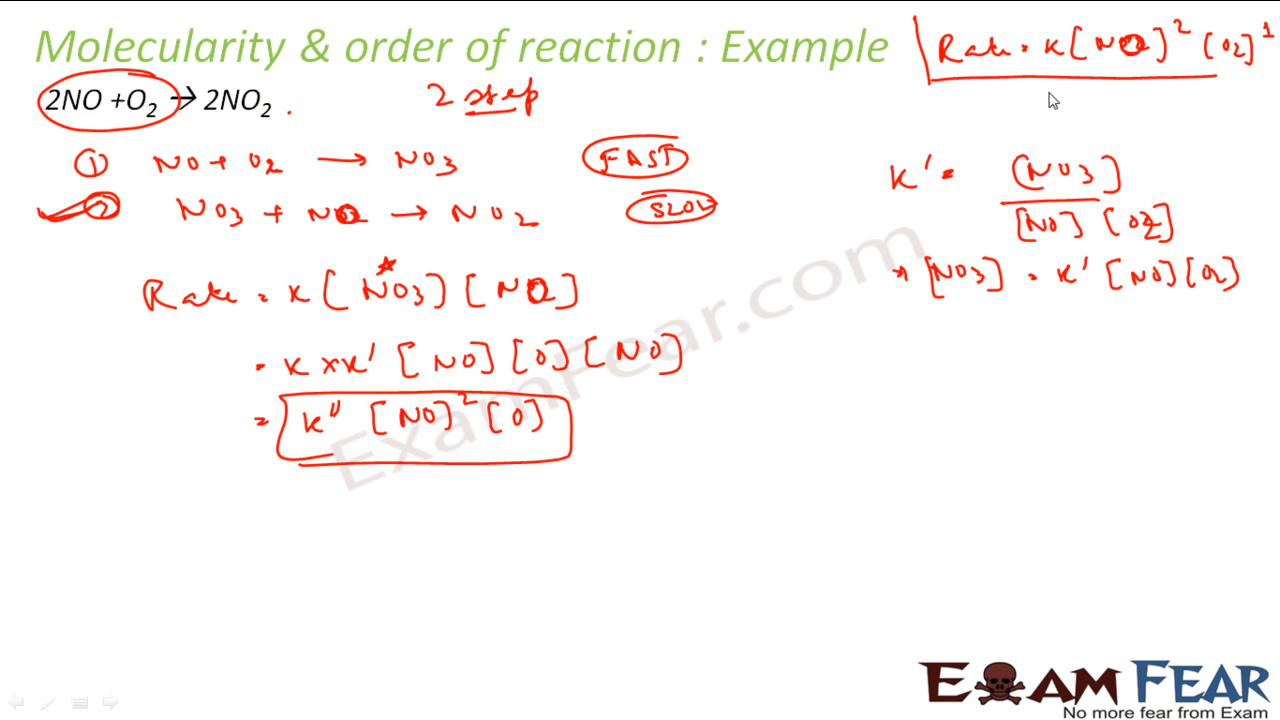 Molecularity & order of reaction : Example
Rate = K[NO]² [O₂]¹
2NO +O₂ → 2NO₂ .
2 step
① NO + O₂ → NO₃ FAST
② NO₃ + NO → NO₂ SLOW
K' = [NO₃]
[NO] [O₂]
→ [NO₃] = K' [NO][O₂]
Rate = K [NO₃] [NO]
= K x K' [NO] [O] [NO]
= K'' [NO]² [O]
ExamFear.com
EXAM FEAR
No more fear from Exam